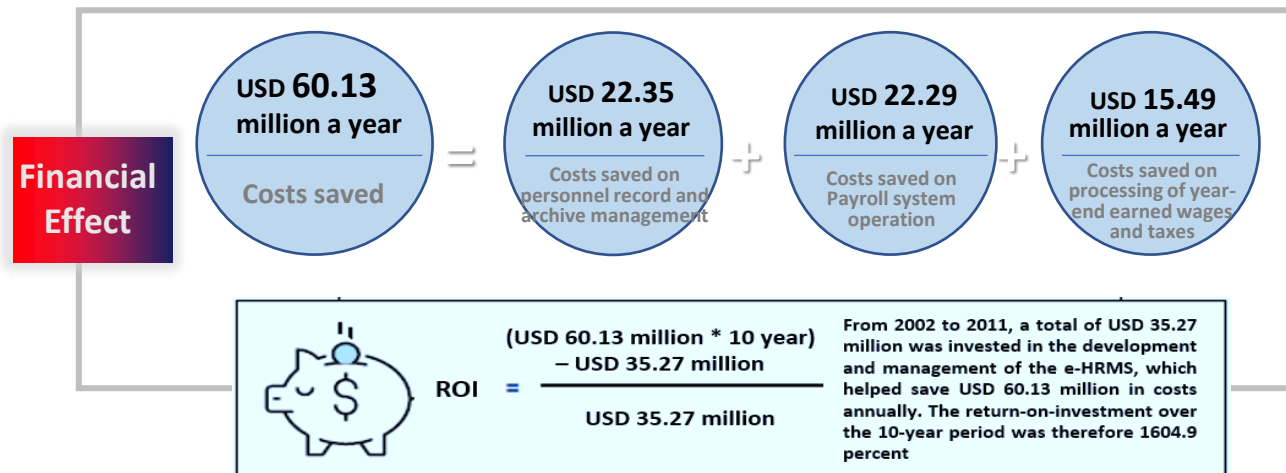 Financial
Effect
USD 60.13
million a year
Costs saved
=
USD 22.35
million a year
Costs saved on
personnel record and
archive management
+
USD 22.29
million a year
Costs saved on
Payroll system
operation
+
USD 15.49
million a year
Costs saved on
processing of year-
end earned wages
and taxes
$
ROI =
(USD 60.13 million * 10 year)
– USD 35.27 million
USD 35.27 million
From 2002 to 2011, a total of USD 35.27
million was invested in the development
and management of the e-HRMS, which
helped save USD 60.13 million in costs
annually. The return-on-investment over
the 10-year period was therefore 1604.9
percent